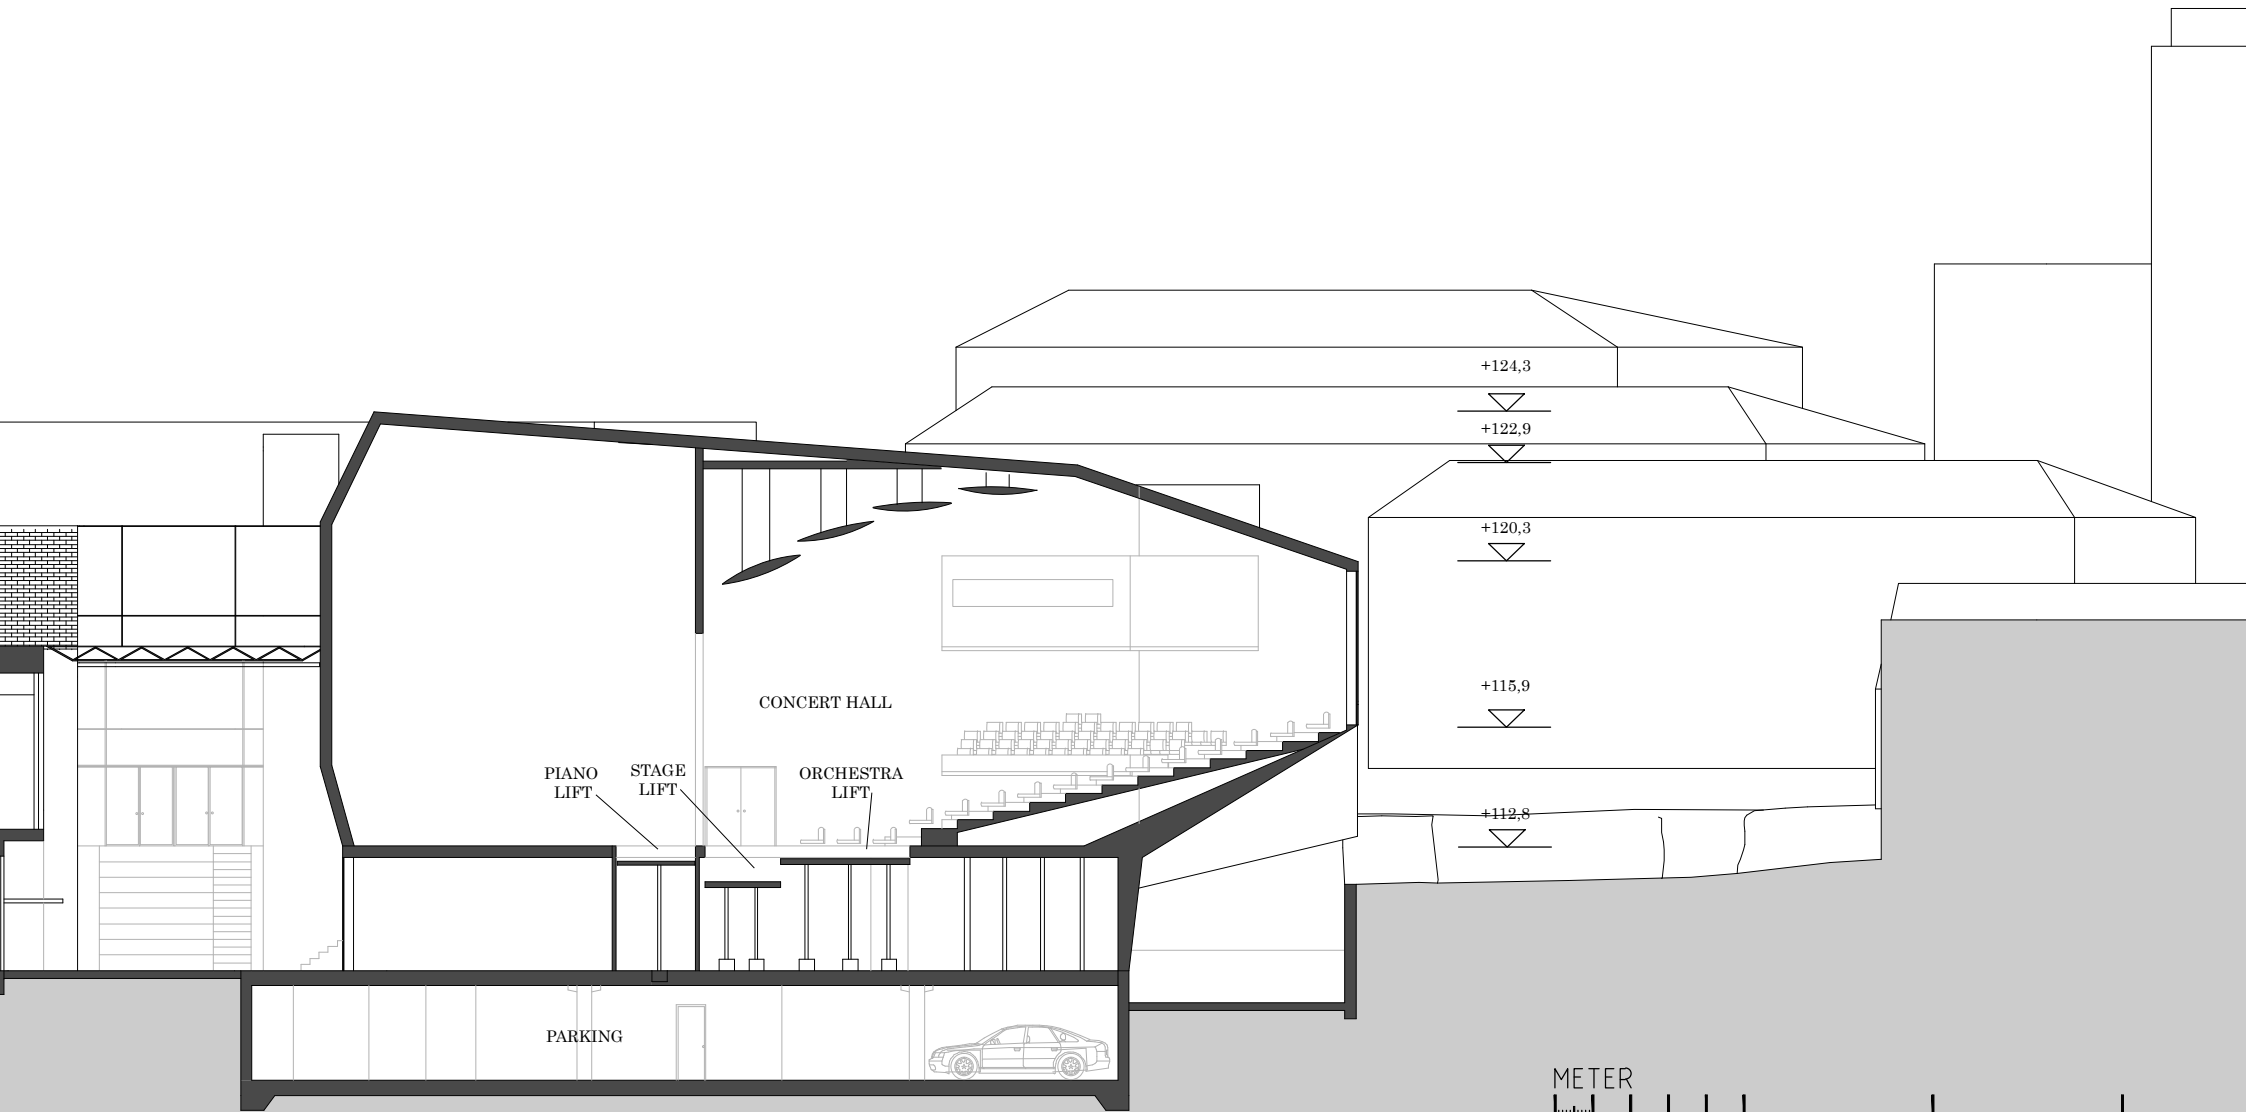 +124,3
+122,9
+120,3
+115,9
+112,8
CONCERT HALL
PIANO
LIFT
STAGE
LIFT
ORCHESTRA
LIFT
PARKING
METER